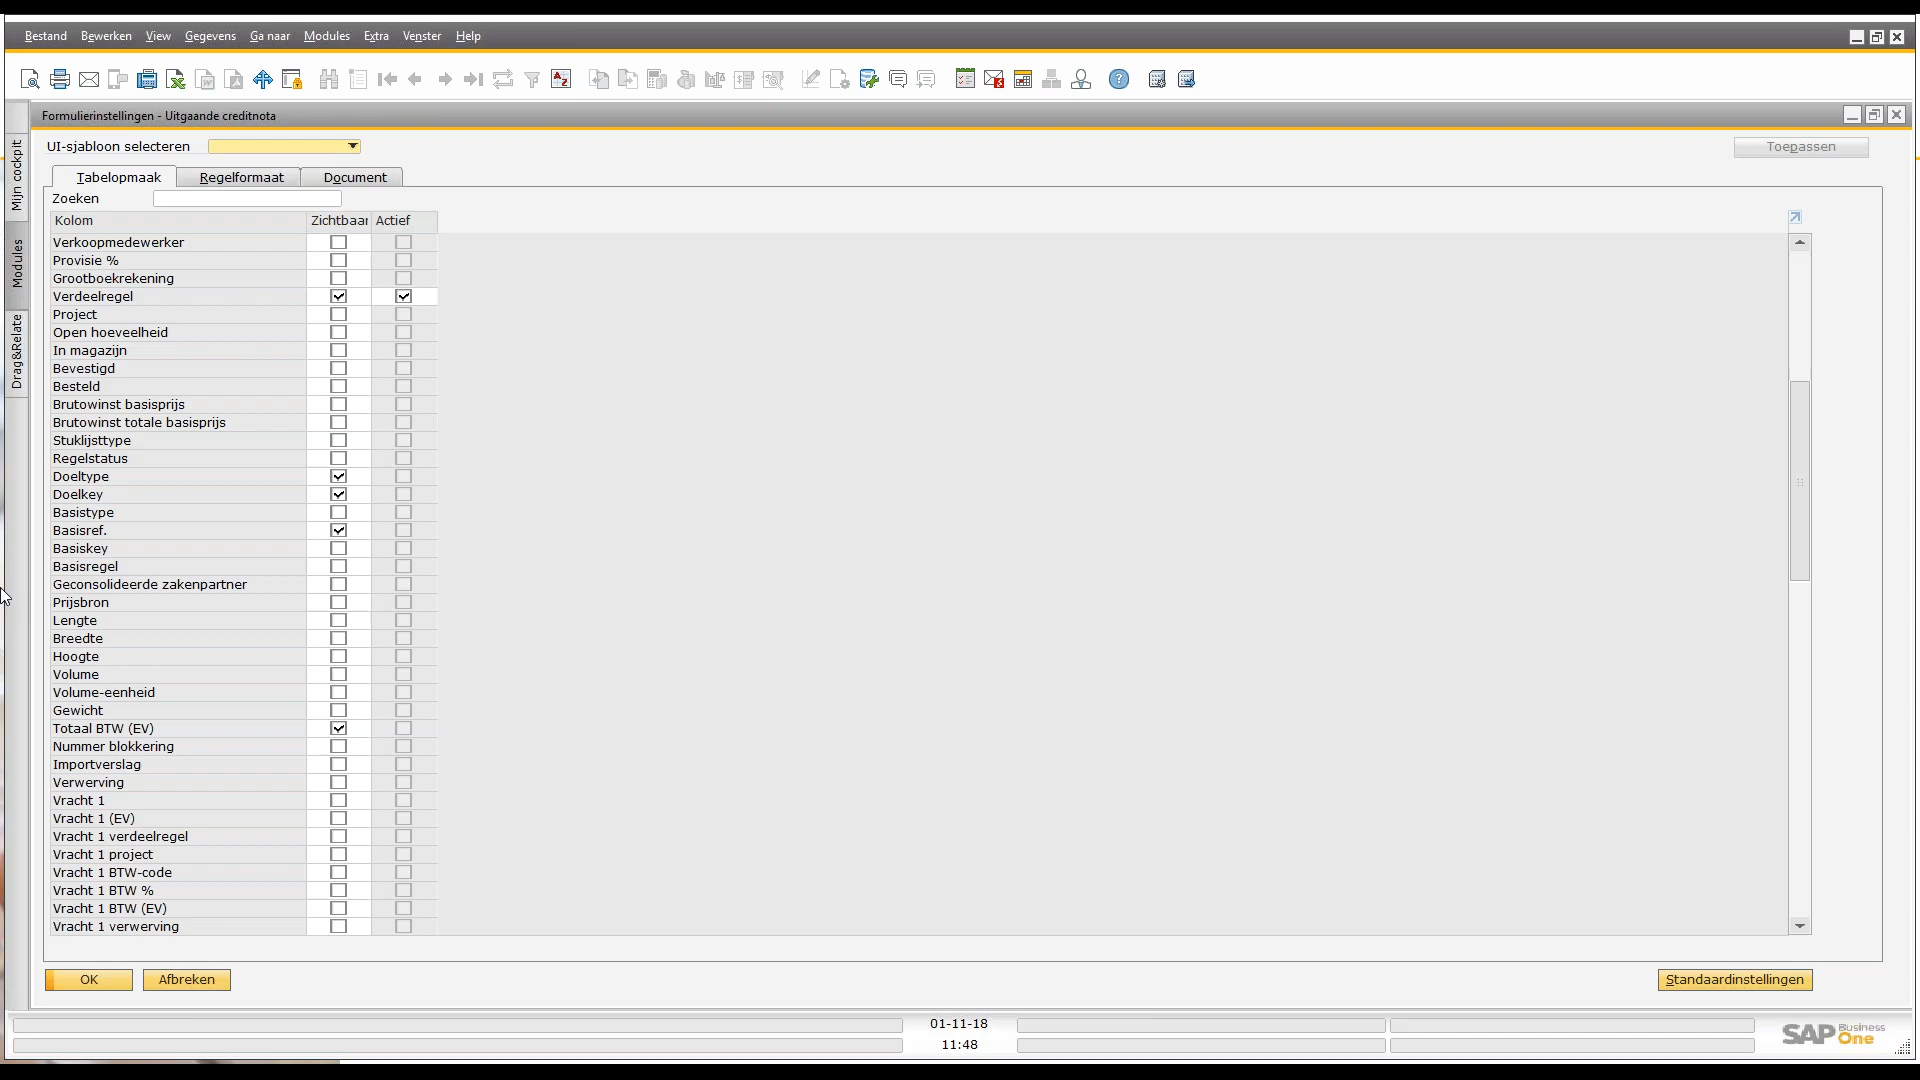 Bestand Bewerken View Gegevens Ga naar Modules Extra Venster Help
Formulierinstellingen - Uitgaande creditnota
UI-sjabloon selecteren
Toepassen
Tabelopmaak Regelformaat Document
Zoeken
Kolom Zichtbaar Actief
Verkoopmedewerker
Provisie %
Grootboekrekening
Verdeelregel
Project
Open hoeveelheid
In magazijn
Bevestigd
Besteld
Brutowinst basisprijs
Brutowinst totale basisprijs
Stuklijsttype
Regelstatus
Doeltype
Doelkey
Basistype
Basisref.
Basiskey
Basisregel
Geconsolideerde zakenpartner
Prijsbron
Lengte
Breedte
Hoogte
Volume
Volume-eenheid
Gewicht
Totaal BTW (EV)
Nummer blokkering
Importverslag
Verwerving
Vracht 1
Vracht 1 (EV)
Vracht 1 verdeelregel
Vracht 1 project
Vracht 1 BTW-code
Vracht 1 BTW %
Vracht 1 BTW (EV)
Vracht 1 verwerving
Mijn cockpit
Modules
Drag&Relate
OK Afbreken Standaardinstellingen
01-11-18
11:48
SAP Business One